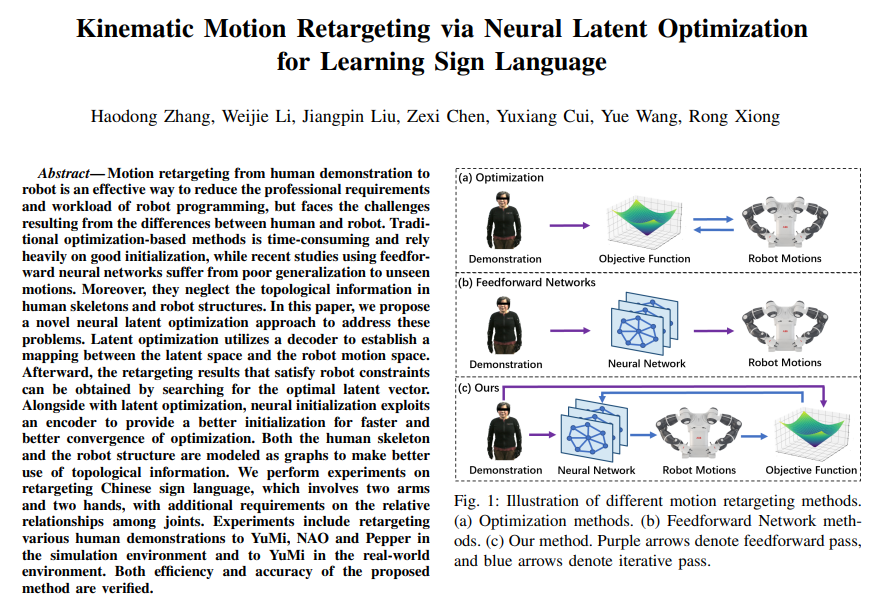 Kinematic Motion Retargeting via Neural Latent Optimization
for Learning Sign Language
Haodong Zhang, Weijie Li, Jiangpin Liu, Zexi Chen, Yuxiang Cui, Yue Wang, Rong Xiong
Abstract—Motion retargeting from human demonstration to
robot is an effective way to reduce the professional requirements
and workload of robot programming, but faces the challenges
resulting from the differences between human and robot. Tradi-
tional optimization-based methods is time-consuming and rely
heavily on good initialization, while recent studies using feedfor-
ward neural networks suffer from poor generalization to unseen
motions. Moreover, they neglect the topological information in
human skeletons and robot structures. In this paper, we propose
a novel neural latent optimization approach to address these
problems. Latent optimization utilizes a decoder to establish a
mapping between the latent space and the robot motion space.
Afterward, the retargeting results that satisfy robot constraints
can be obtained by searching for the optimal latent vector.
Alongside with latent optimization, neural initialization exploits
an encoder to provide a better initialization for faster and
better convergence of optimization. Both the human skeleton
and the robot structure are modeled as graphs to make better
use of topological information. We perform experiments on
retargeting Chinese sign language, which involves two arms
and two hands, with additional requirements on the relative
relationships among joints. Experiments include retargeting
various human demonstrations to YuMi, NAO and Pepper in
the simulation environment and to YuMi in the real-world
environment. Both efficiency and accuracy of the proposed
method are verified.
(a) Optimization
Demonstration Objective Function Robot Motions
(b) Feedforward Networks
Demonstration Neural Network Robot Motions
(c) Ours
Demonstration Neural Network Robot Motions Objective Function
Fig. 1: Illustration of different motion retargeting methods.
(a) Optimization methods. (b) Feedforward Network meth-
ods. (c) Our method. Purple arrows denote feedforward pass,
and blue arrows denote iterative pass.